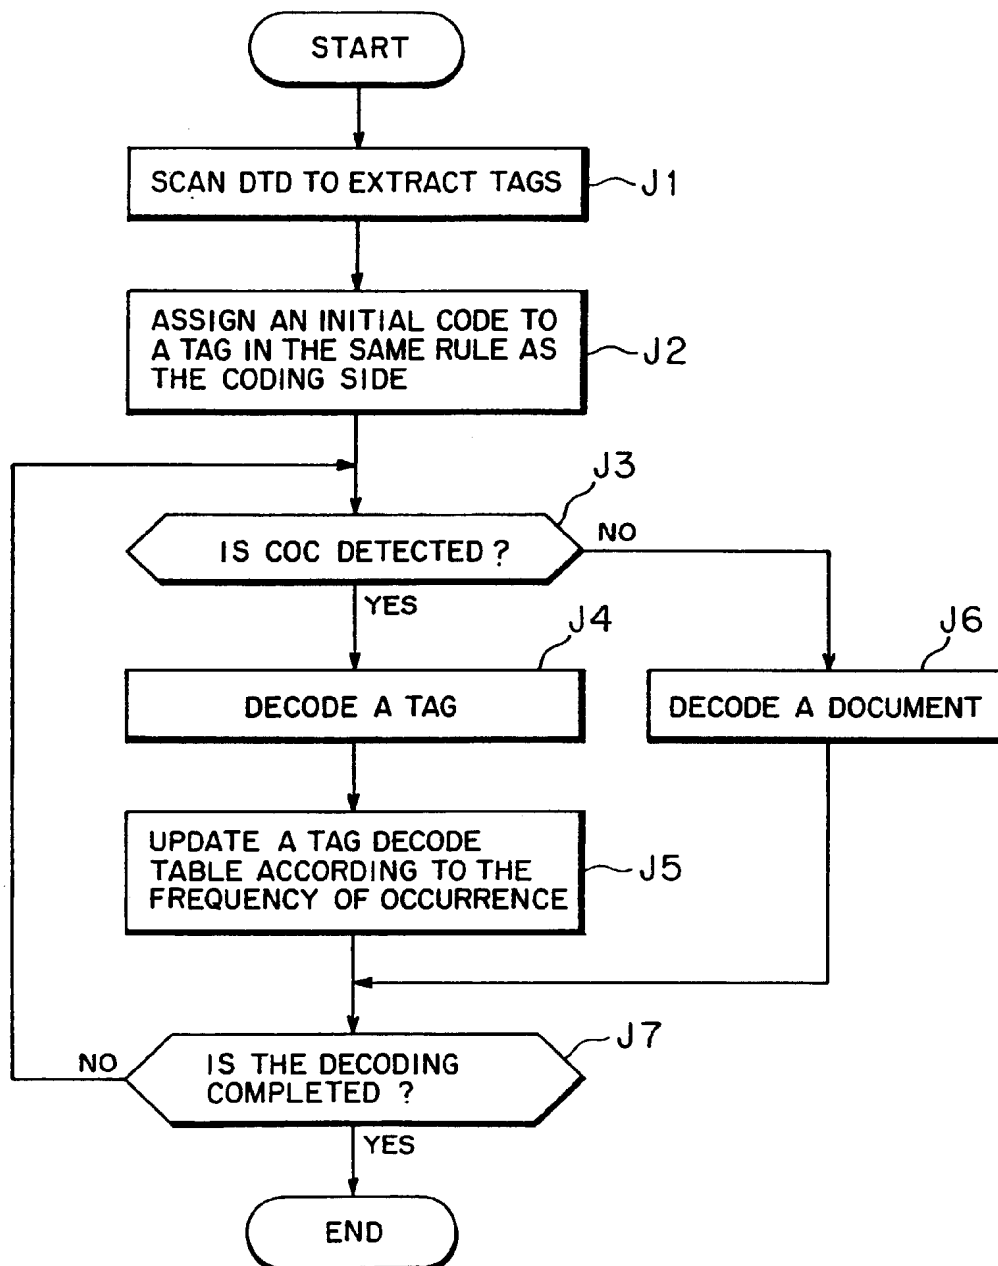 START
SCAN DTD TO EXTRACT TAGS
J1
ASSIGN AN INITIAL CODE TO
A TAG IN THE SAME RULE AS
THE CODING SIDE
J2
J3
IS COC DETECTED ?
NO
YES
J4
J6
DECODE A TAG
DECODE A DOCUMENT
UPDATE A TAG DECODE
TABLE ACCORDING TO THE
FREQUENCY OF OCCURRENCE
J5
J7
NO
IS THE DECODING
COMPLETED ?
YES
END